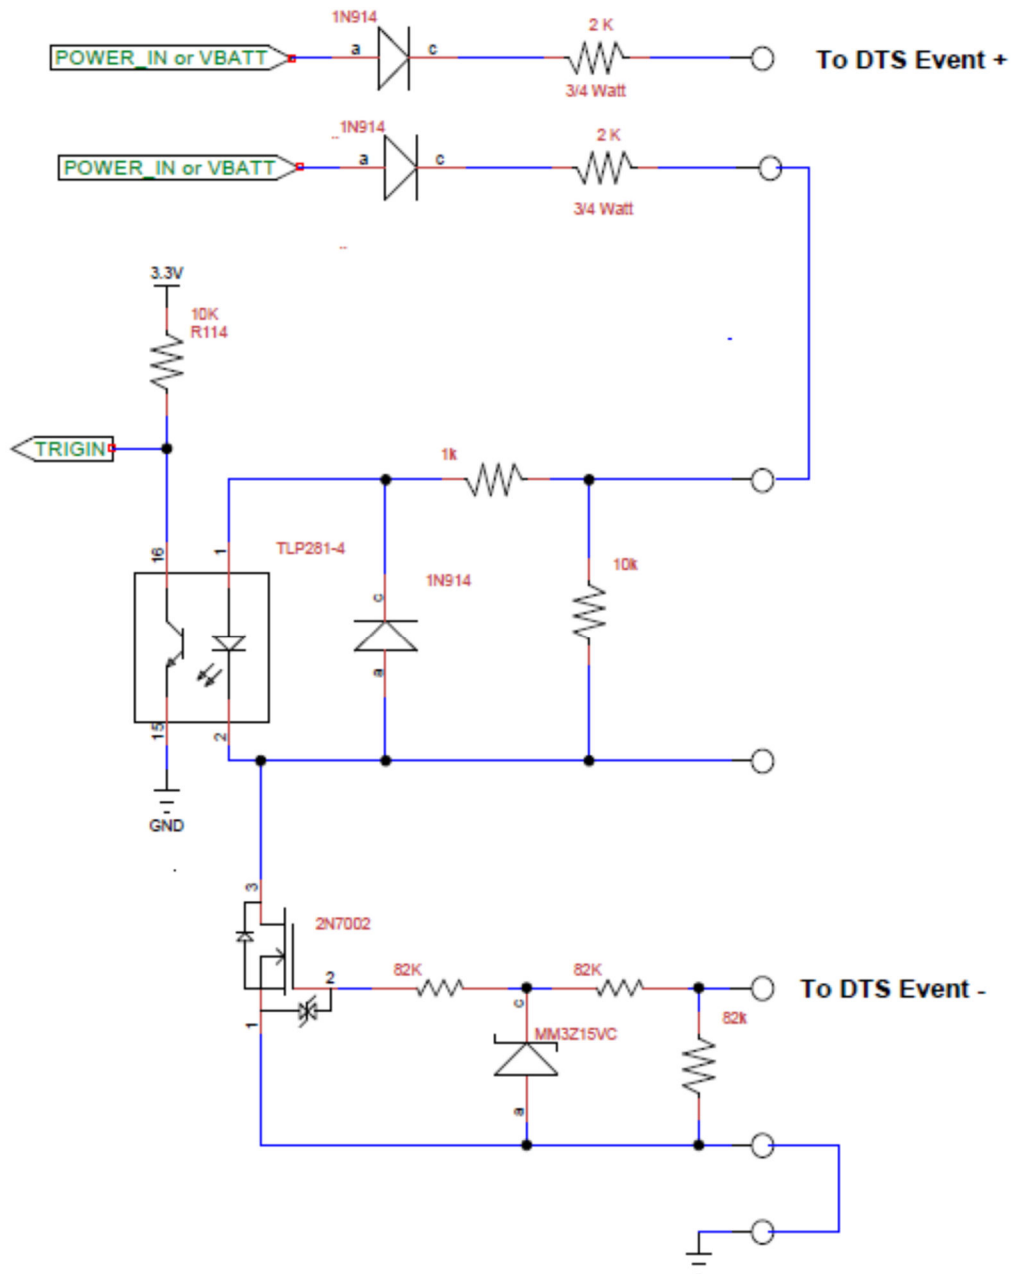 1N914
2 K
POWER_IN or VBATT
a
c
To DTS Event +
3/4 Watt
1N914
2 K
POWER_IN or VBATT
a
c
3/4 Watt
3.3V
10K
R114
TRIGIN
1k
16
1
TLP281-4
10k
1N914
c
a
15
2
GND
3
2N7002
82K
82K
2
To DTS Event -
c
82k
MM3Z15VC
1
a